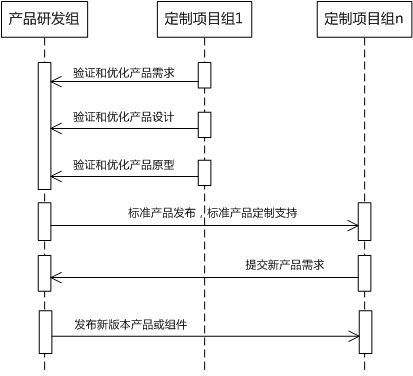 产品研发组
定制项目组1
定制项目组n
验证和优化产品需求
验证和优化产品设计
验证和优化产品原型
标准产品发布，标准产品定制支持
提交新产品需求
发布新版本产品或组件